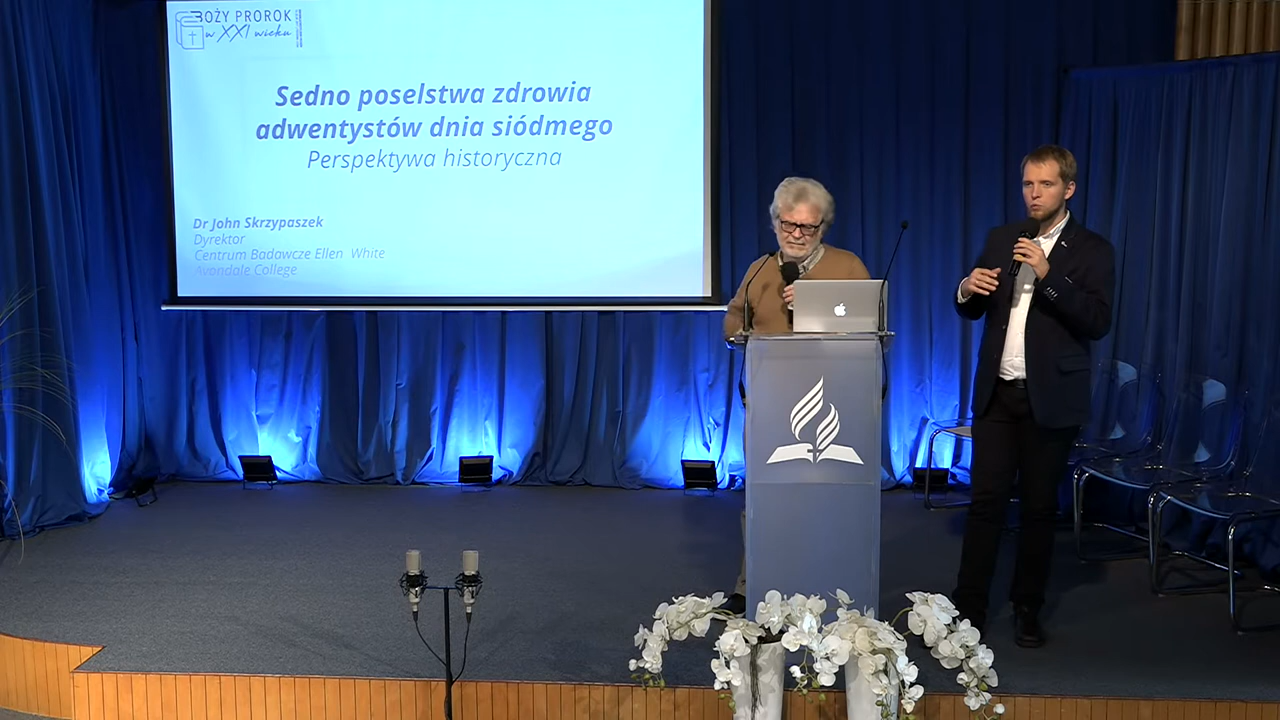 BOŻY PROROK
w XXI wieku
Sedno poselstwa zdrowia
adwentystów dnia siódmego
Perspektywa historyczna
Dr John Skrzypaszek
Dyrektor
Centrum Badawcze Ellen White
Avondale College